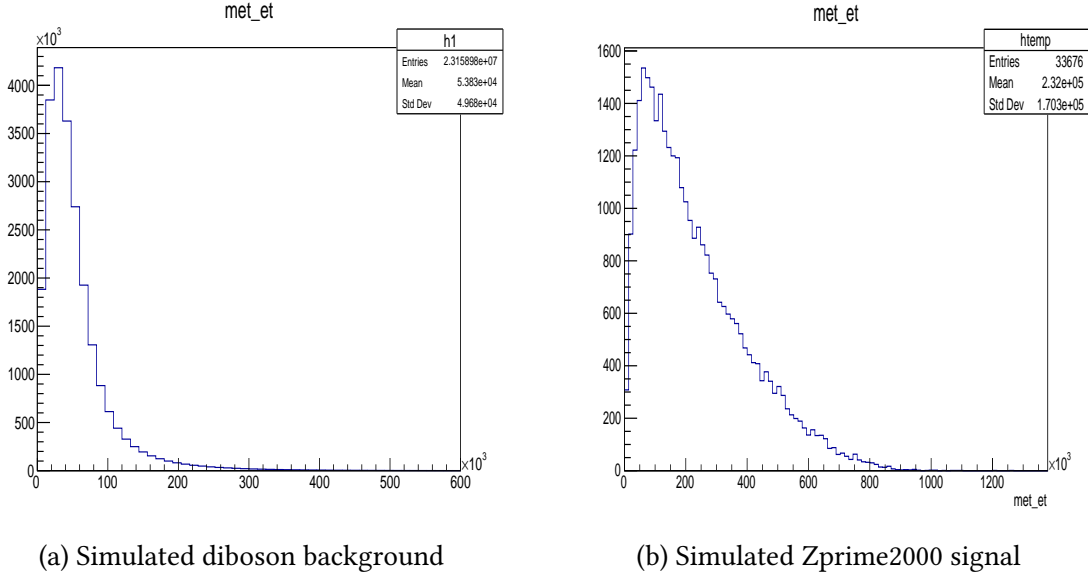 met_et
×10³
h1
Entries 2.315898e+07
Mean 5.383e+04
Std Dev 4.968e+04
4000
3500
3000
2500
2000
1500
1000
500
0
0 100 200 300 400 500 600
×10³
(a) Simulated diboson background
met_et
htemp
Entries 33676
Mean 2.32e+05
Std Dev 1.703e+05
1600
1400
1200
1000
800
600
400
200
0
0 200 400 600 800 1000 1200
×10³
met_et
(b) Simulated Zprime2000 signal